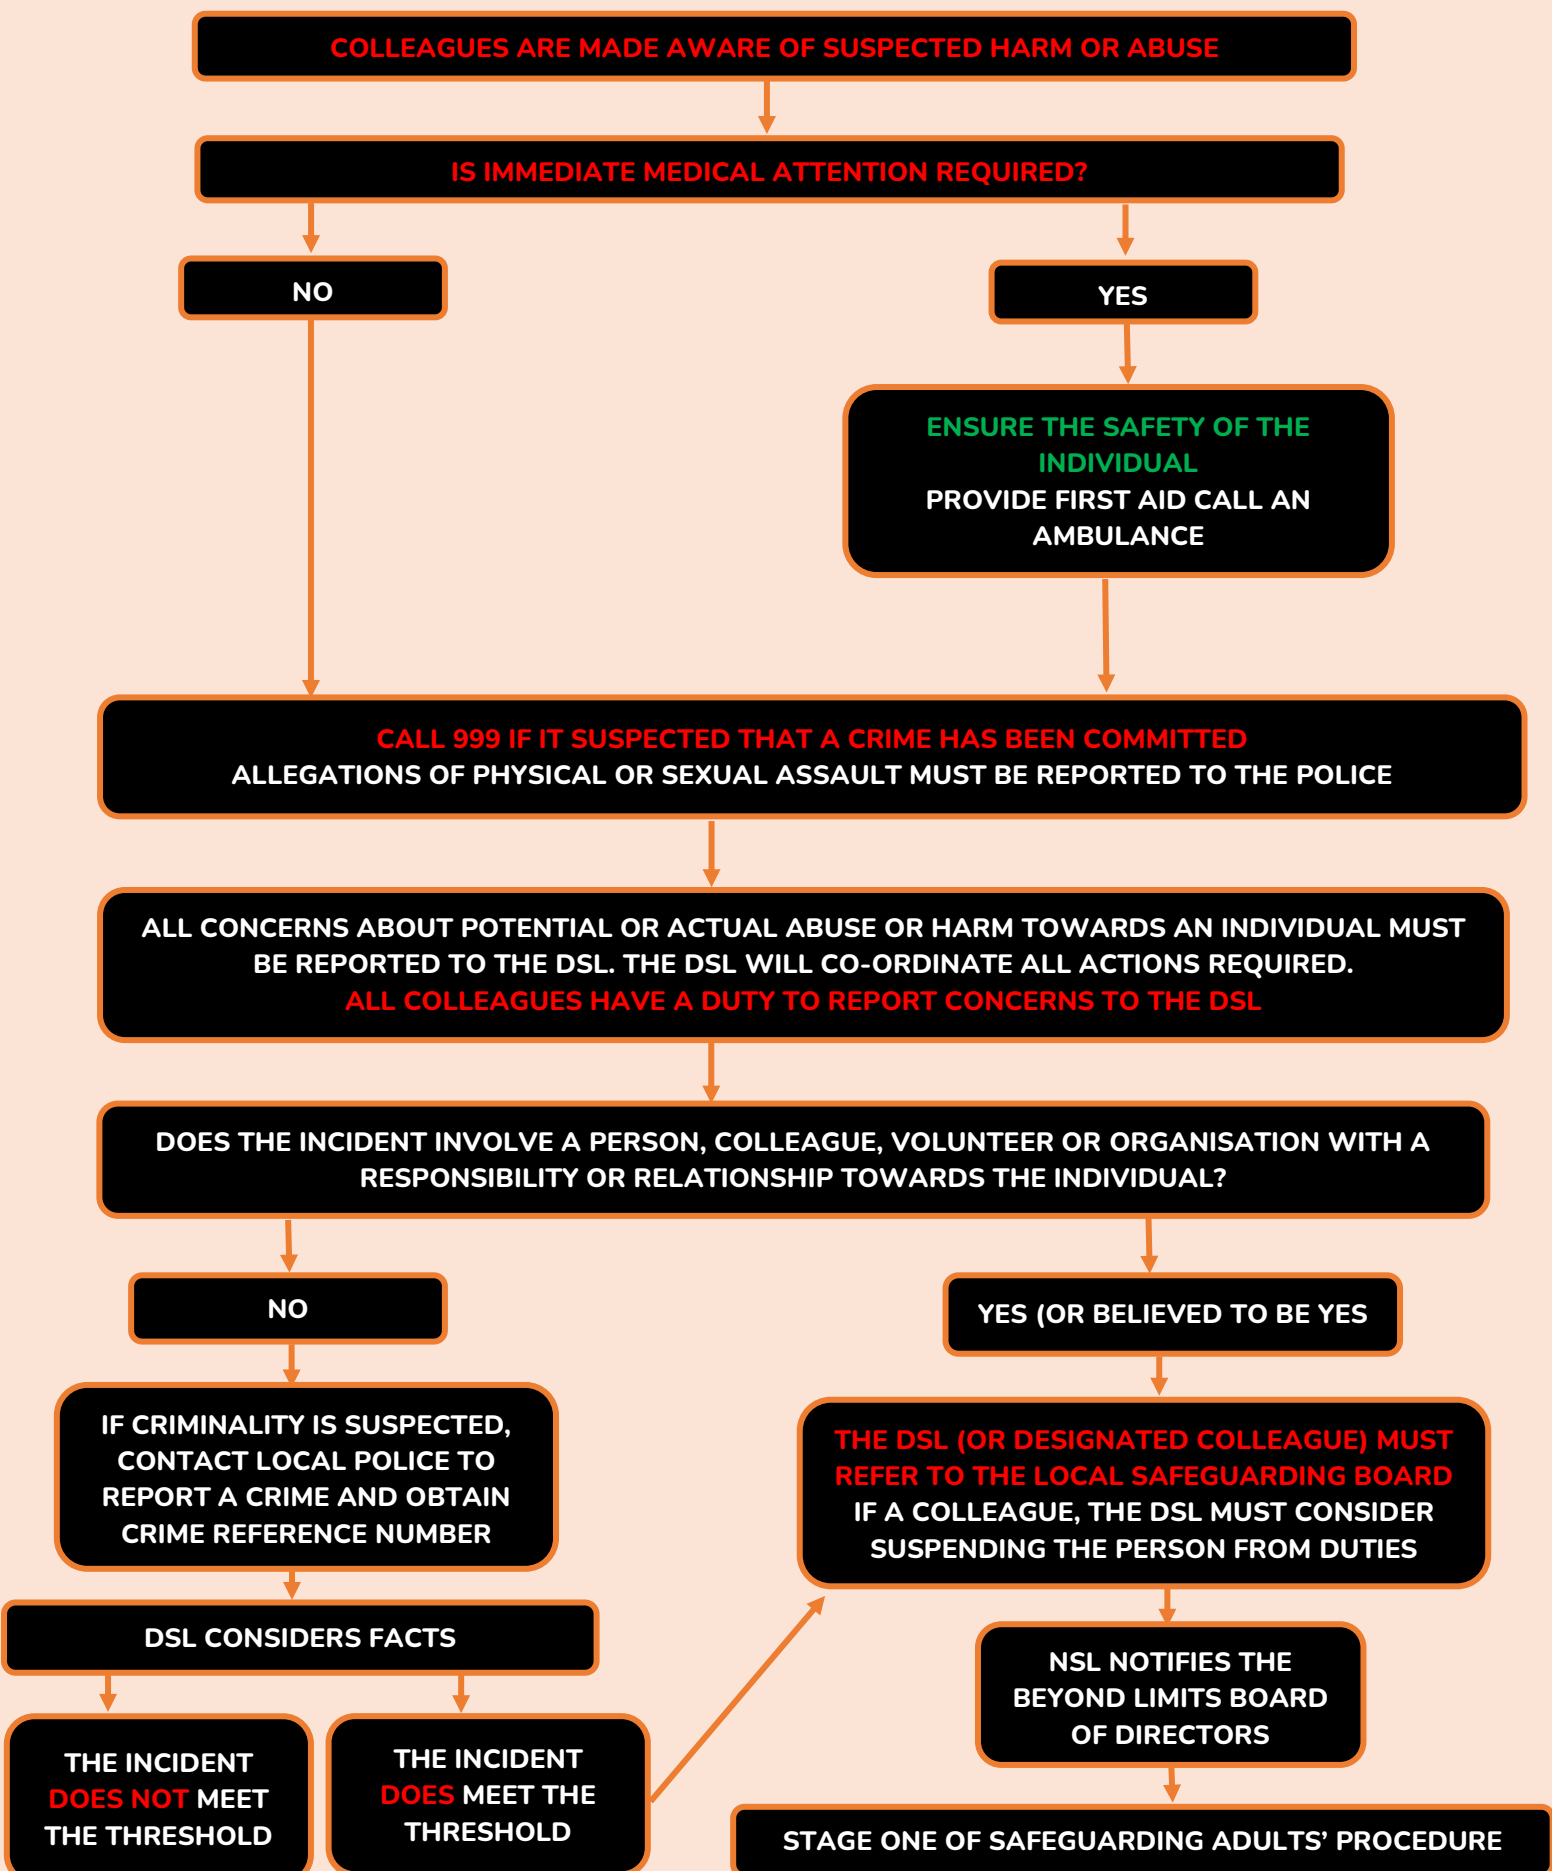 COLLEAGUES ARE MADE AWARE OF SUSPECTED HARM OR ABUSE
IS IMMEDIATE MEDICAL ATTENTION REQUIRED?
NO
YES
ENSURE THE SAFETY OF THE
INDIVIDUAL
PROVIDE FIRST AID CALL AN
AMBULANCE
CALL 999 IF IT SUSPECTED THAT A CRIME HAS BEEN COMMITTED
ALLEGATIONS OF PHYSICAL OR SEXUAL ASSAULT MUST BE REPORTED TO THE POLICE
ALL CONCERNS ABOUT POTENTIAL OR ACTUAL ABUSE OR HARM TOWARDS AN INDIVIDUAL MUST
BE REPORTED TO THE DSL. THE DSL WILL CO-ORDINATE ALL ACTIONS REQUIRED.
ALL COLLEAGUES HAVE A DUTY TO REPORT CONCERNS TO THE DSL
DOES THE INCIDENT INVOLVE A PERSON, COLLEAGUE, VOLUNTEER OR ORGANISATION WITH A
RESPONSIBILITY OR RELATIONSHIP TOWARDS THE INDIVIDUAL?
NO
YES (OR BELIEVED TO BE YES
IF CRIMINALITY IS SUSPECTED,
CONTACT LOCAL POLICE TO
REPORT A CRIME AND OBTAIN
CRIME REFERENCE NUMBER
THE DSL (OR DESIGNATED COLLEAGUE) MUST
REFER TO THE LOCAL SAFEGUARDING BOARD
IF A COLLEAGUE, THE DSL MUST CONSIDER
SUSPENDING THE PERSON FROM DUTIES
DSL CONSIDERS FACTS
NSL NOTIFIES THE
BEYOND LIMITS BOARD
OF DIRECTORS
THE INCIDENT
DOES NOT MEET
THE THRESHOLD
THE INCIDENT
DOES MEET THE
THRESHOLD
STAGE ONE OF SAFEGUARDING ADULTS’ PROCEDURE